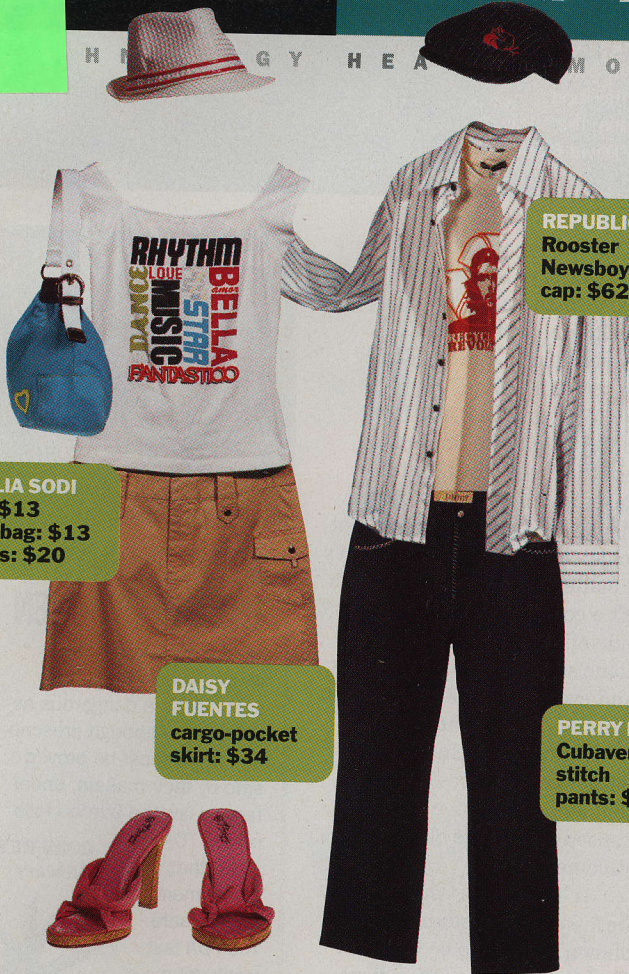 H N GY HEA MO
RHYTHM
LOVE
DANCE
MUSIC
STAR
amor
BELLA
FANTASTICO
REPUBLI
Rooster
Newsboy
cap: $62
LIA SODI
$13
bag: $13
s: $20
DAISY
FUENTES
cargo-pocket
skirt: $34
PERRY
Cubaver
stitch
pants: $